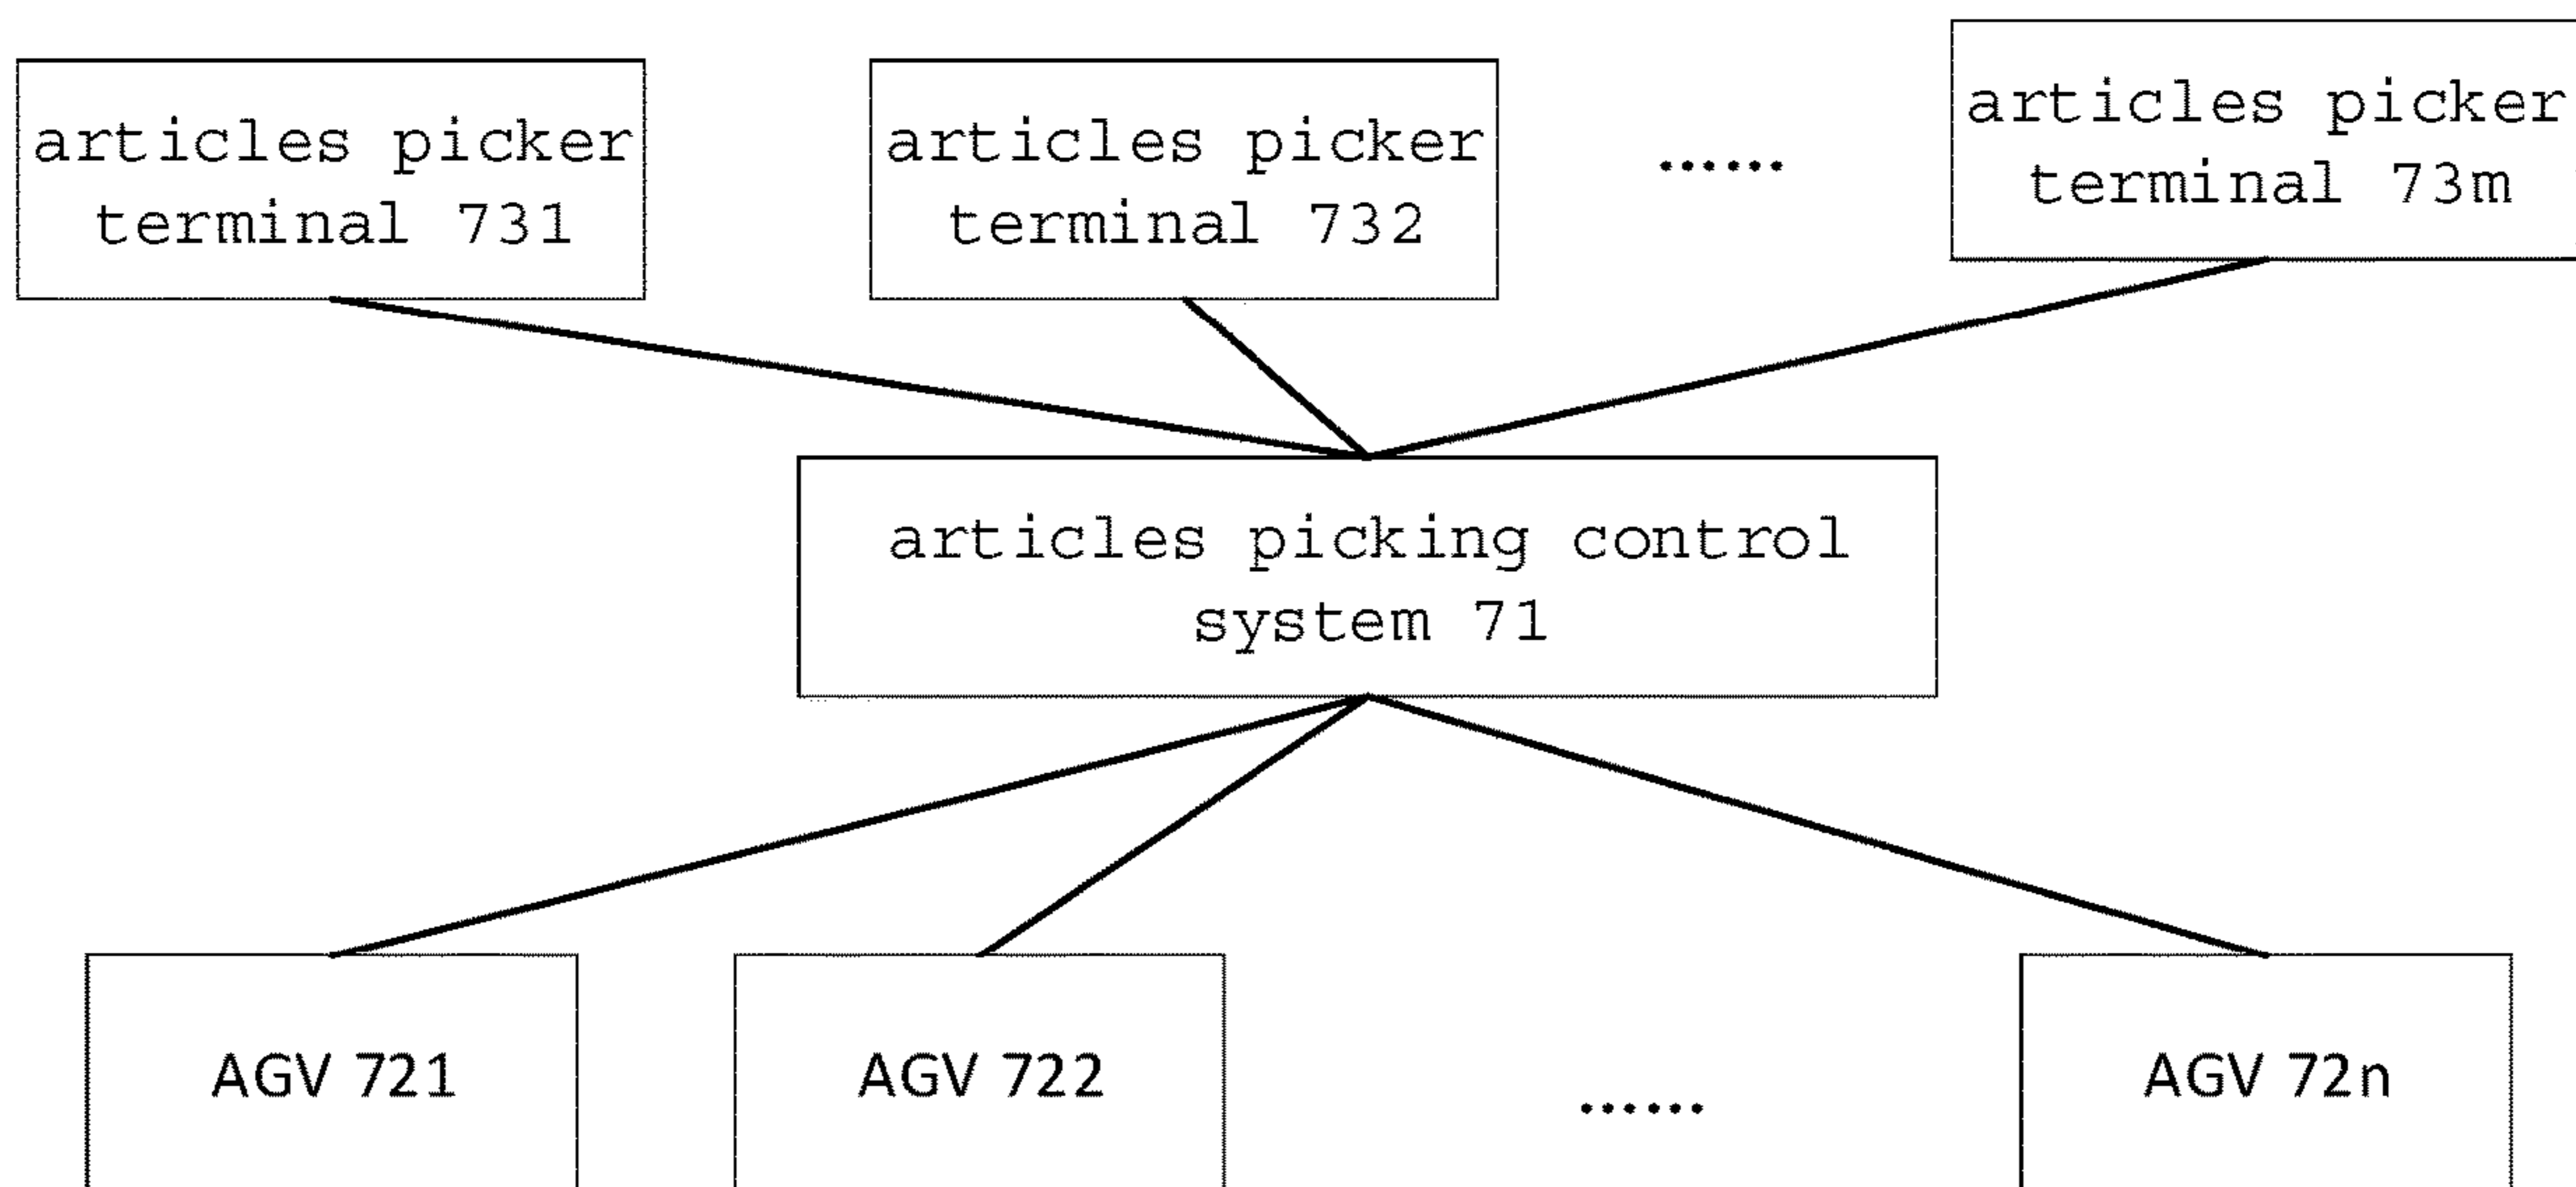 articles picker
terminal 731
articles picker
terminal 732
......
articles picker
terminal 73m
articles picking control
system 71
AGV 721
AGV 722
......
AGV 72n